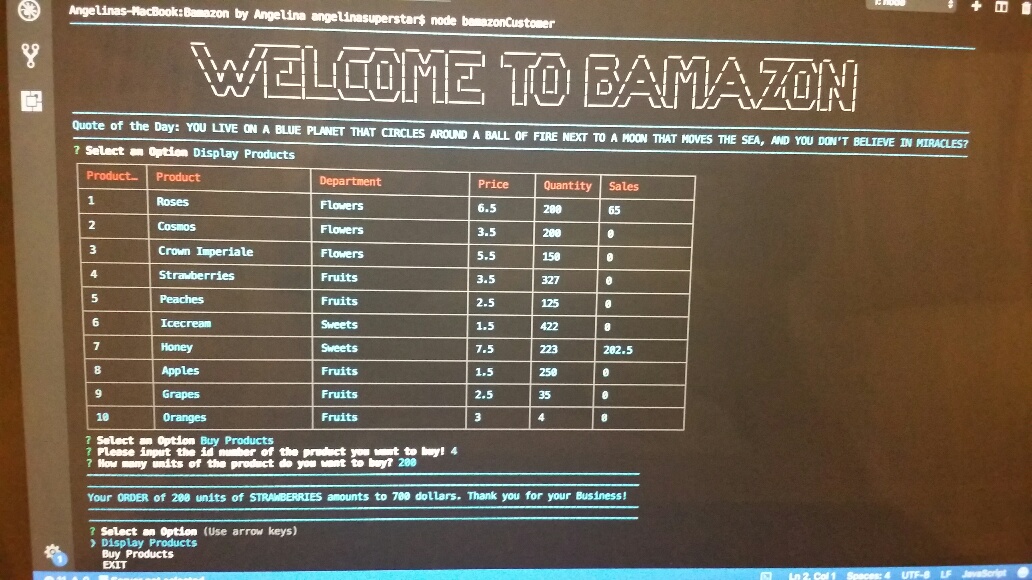 Angelinas-MacBook:Bamazon by Angelina angelinasuperstar$ node bamazonCustomer
WELCOME TO BAMAZON
Quote of the Day: YOU LIVE ON A BLUE PLANET THAT CIRCLES AROUND A BALL OF FIRE NEXT TO A MOON THAT MOVES THE SEA, AND YOU DON'T BELIEVE IN MIRACLES?
? Select an Option Display Products
Product… Product Department Price Quantity Sales
1 Roses Flowers 6.5 200 65
2 Cosmos Flowers 3.5 200 0
3 Crown Imperiale Flowers 5.5 150 0
4 Strawberries Fruits 3.5 327 0
5 Peaches Fruits 2.5 125 0
6 Icecream Sweets 1.5 422 0
7 Honey Sweets 7.5 223 202.5
8 Apples Fruits 1.5 250 0
9 Grapes Fruits 2.5 35 0
10 Oranges Fruits 3 4 0
? Select an Option Buy Products
? Please input the id number of the product you want to buy! 4
? How many units of the product do you want to buy? 200
Your ORDER of 200 units of STRAWBERRIES amounts to 700 dollars. Thank you for your Business!
? Select an Option (Use arrow keys)
❯ Display Products
Buy Products
EXIT
1
Ln 2, Col 1 Spaces: 4 UTF-8 LF JavaScript